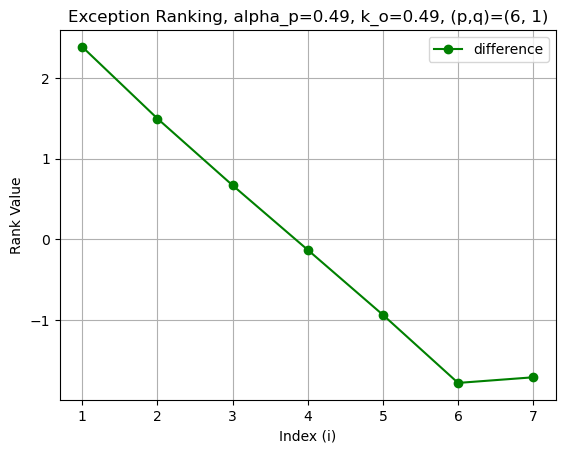 Exception Ranking, alpha_p=0.49, k_o=0.49, (p,q)=(6, 1)
difference
2
1
0
−1
Rank Value
1 2 3 4 5 6 7
Index (i)